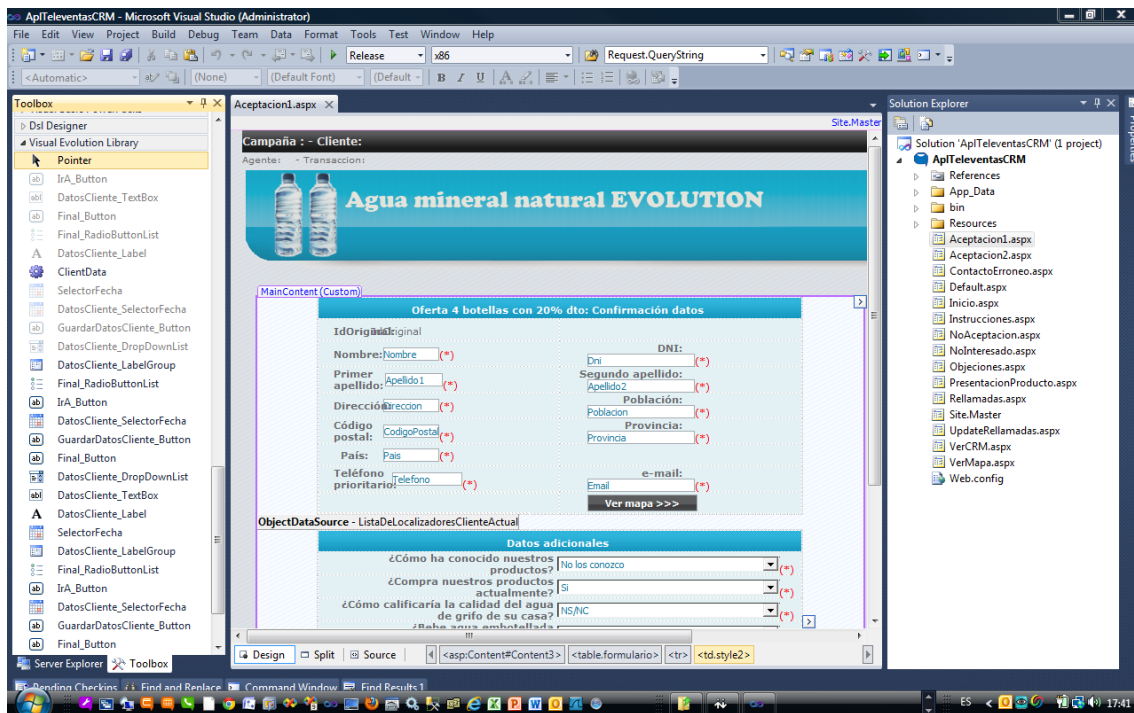 AplTeleventasCRM - Microsoft Visual Studio (Administrator)
File Edit View Project Build Debug Team Data Format Tools Test Window Help
Release x86 Request.QueryString
<Automatic> (None) (Default Font) (Default B I U
Toolbox
Dsl Designer
Visual Evolution Library
Pointer
IrA_Button
DatosCliente_TextBox
Final_Button
Final_RadioButtonList
DatosCliente_Label
ClientData
SelectorFecha
DatosCliente_SelectorFecha
GuardarDatosCliente_Button
DatosCliente_DropDownList
DatosCliente_LabelGroup
Final_RadioButtonList
IrA_Button
DatosCliente_SelectorFecha
GuardarDatosCliente_Button
Final_Button
DatosCliente_DropDownList
DatosCliente_TextBox
DatosCliente_Label
SelectorFecha
DatosCliente_LabelGroup
Final_RadioButtonList
IrA_Button
DatosCliente_SelectorFecha
GuardarDatosCliente_Button
Final_Button
Server Explorer Toolbox
Aceptacion1.aspx
Site.Master
Campaña : - Cliente:
Agente: - Transaccion:
Agua mineral natural EVOLUTION
MainContent (Custom)
Oferta 4 botellas con 20% dto: Confirmación datos
Nombre: Nombre (*)
DNI:
Dni (*)
Primer apellido: Apellido1 (*)
Segundo apellido:
Apellido2 (*)
Dirección Direccion (*)
Población:
Poblacion (*)
Código postal: CodigoPostal (*)
Provincia:
Provincia (*)
País: Pais (*)
Teléfono prioritario: Telefono (*)
e-mail:
Email (*)
Ver mapa >>>
ObjectDataSource - ListaDeLocalizadoresClienteActual
Datos adicionales
¿Cómo ha conocido nuestros productos? No los conozco (*)
¿Compra nuestros productos actualmente? Si (*)
¿Cómo calificaría la calidad del agua de grifo de su casa? NS/NC (*)
¿Bebe agua embotellada
Design Split Source <asp:Content#Content3> <table.formulario> <tr> <td.style2>
Solution Explorer
Solution 'AplTeleventasCRM' (1 project)
AplTeleventasCRM
References
App_Data
bin
Resources
Aceptacion1.aspx
Aceptacion2.aspx
ContactoErroneo.aspx
Default.aspx
Inicio.aspx
Instrucciones.aspx
NoAceptacion.aspx
NoInteresado.aspx
Objeciones.aspx
PresentacionProducto.aspx
Rellamadas.aspx
Site.Master
UpdateRellamadas.aspx
VerCRM.aspx
VerMapa.aspx
Web.config
Properties
Pending Checkins Find and Replace Command Window Find Results 1
ES 17:41